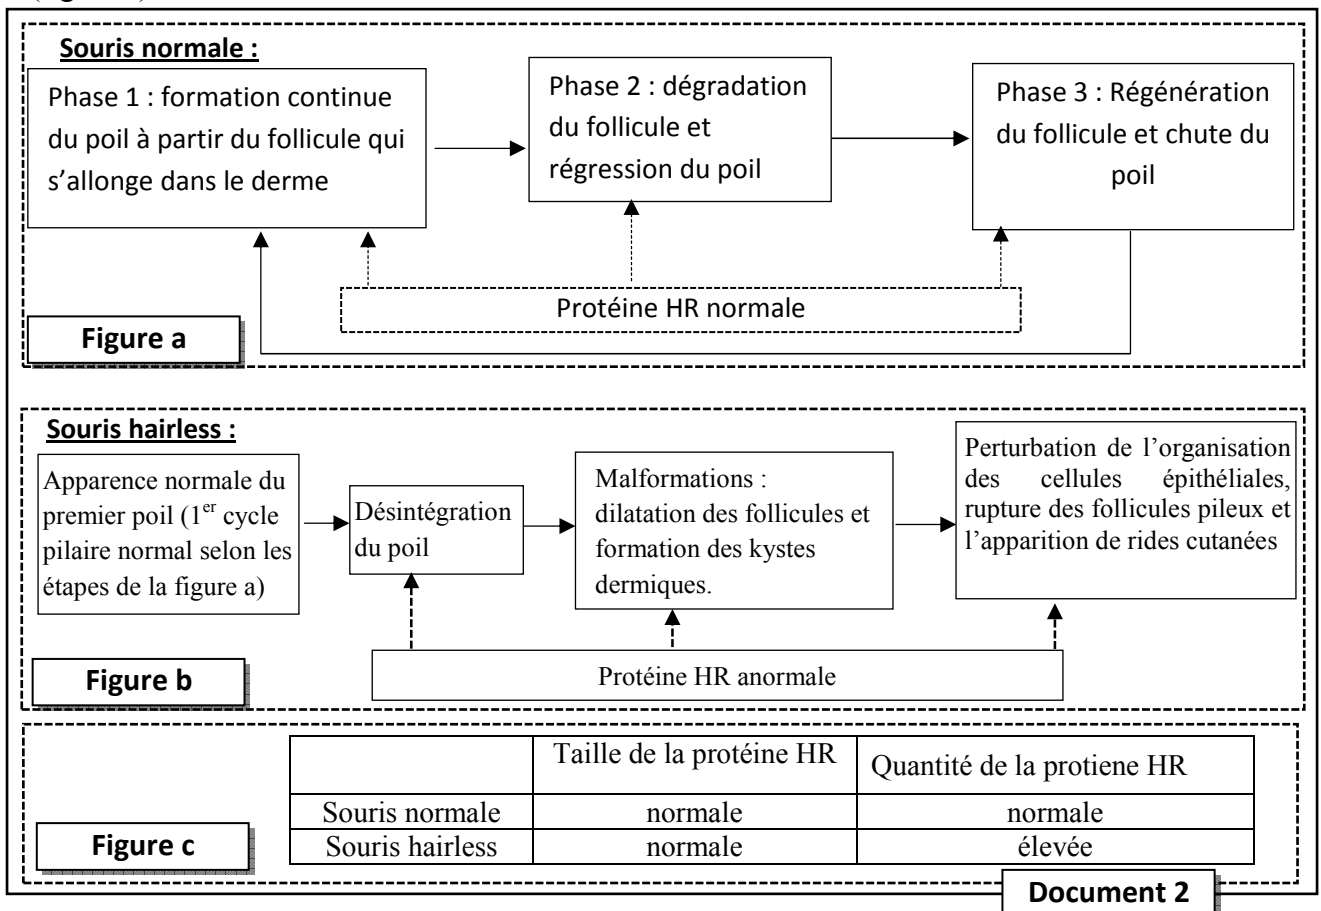 Souris normale :
Phase 1 : formation continue
du poil à partir du follicule qui
s'allonge dans le derme
Phase 2 : dégradation
du follicule et
régression du poil
Phase 3 : Régénération
du follicule et chute du
poil
Protéine HR normale
Figure a
Souris hairless :
Apparence normale du
premier poil (1er cycle
pilaire normal selon les
étapes de la figure a)
Désintégration
du poil
Malformations :
dilatation des follicules et
formation des kystes
dermiques.
Perturbation de l'organisation
des cellules épithéliales,
rupture des follicules pileux et
l'apparition de rides cutanées
Protéine HR anormale
Figure b
Taille de la protéine HR
Quantité de la protiene HR
Souris normale normale normale
Souris hairless normale élevée
Figure c
Document 2